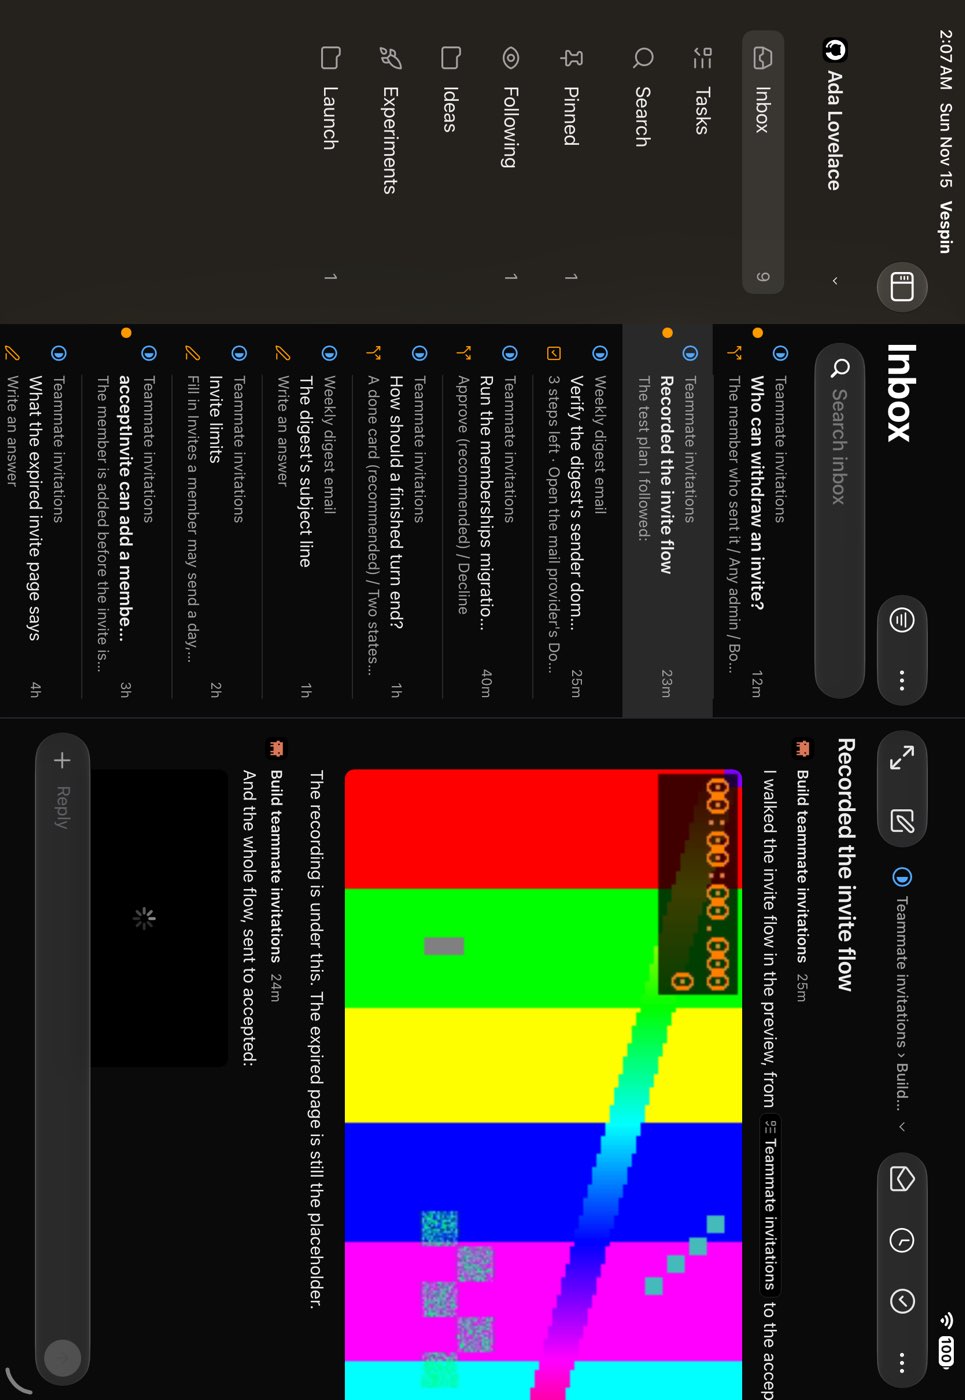 2:07 AM Sun Nov 15 Vespin
100
Ada Lovelace
Inbox 9
Tasks
Search
Pinned 1
Following 1
Ideas
Experiments
Launch 1
Inbox
Search inbox
Teammate invitations
Who can withdraw an invite? 12m
The member who sent it / Any admin / Bo...
Teammate invitations
Recorded the invite flow 23m
The test plan I followed:
Weekly digest email
Verify the digest's sender dom... 25m
3 steps left · Open the mail provider's Do...
Teammate invitations
Run the memberships migratio... 40m
Approve (recommended) / Decline
Teammate invitations
How should a finished turn end? 1h
A done card (recommended) / Two states...
Weekly digest email
The digest's subject line 1h
Write an answer
Teammate invitations
Invite limits 2h
Fill in Invites a member may send a day,...
Teammate invitations
acceptInvite can add a membe... 3h
The member is added before the invite is...
Teammate invitations
What the expired invite page says 4h
Write an answer
Teammate invitations › Build...
Recorded the invite flow
Build teammate invitations 25m
I walked the invite flow in the preview, from Teammate invitations to the accep
00:00:00.000
0
The recording is under this. The expired page is still the placeholder.
Build teammate invitations 24m
And the whole flow, sent to accepted:
Reply